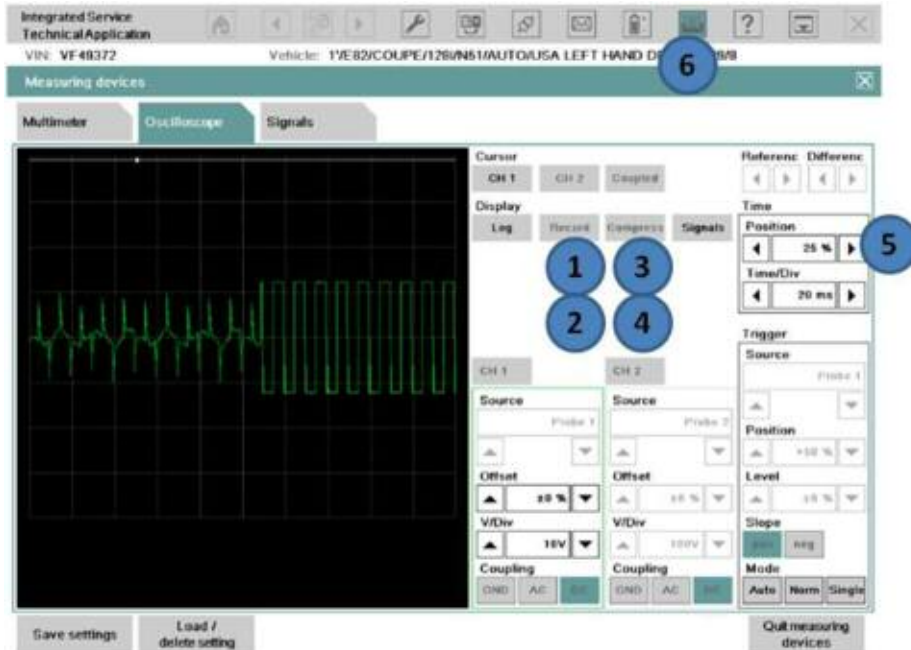 Integrated Service
Technical Application
?
VIN: VF49372
Vehicle: 1'/E82/COUPE/128i/N51/AUTO/USA LEFT HAND
6
Measuring devices
Multimeter
Oscilloscope
Signals
Cursor
CH 1
CH 2
Coupled
Referenc
Differenc
Display
Log
Record
Compress
Signals
Time
Position
25 %
5
Time/Div
20 ms
1
3
2
4
CH 1
CH 2
Trigger
Source
Probe 1
Source
Probe 1
Source
Probe 2
Position
+10 %
Offset
±0 %
Offset
±0 %
Level
±0 %
V/Div
10V
V/Div
100V
Slope
neg
Coupling
GND
AC
DC
Coupling
GND
AC
DC
Mode
Auto
Norm
Single
Save settings
Load /
delete setting
Quit measuring
devices